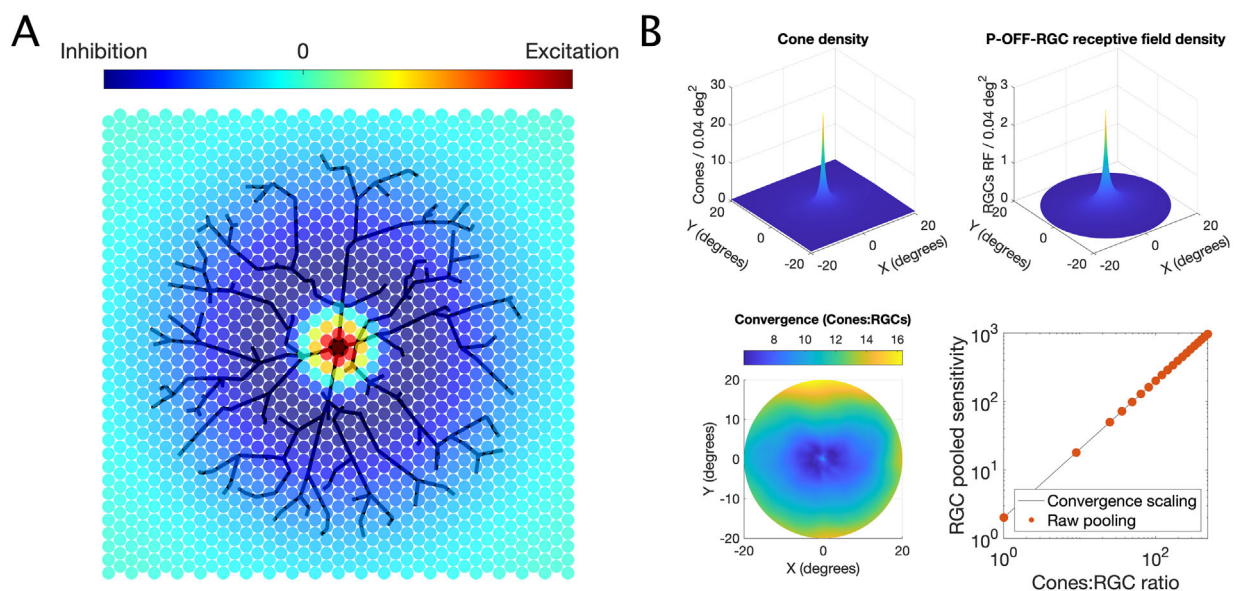 A
Inhibition 0 Excitation
B
Cone density
Cones / 0.04 deg²
30
20
10
0
20
0
-20
Y (degrees)
-20
0
20
X (degrees)
P-OFF-RGC receptive field density
RGCs RF / 0.04 deg²
3
2
1
0
20
0
-20
Y (degrees)
-20
0
20
X (degrees)
Convergence (Cones:RGCs)
8 10 12 14 16
Y (degrees)
20
10
0
-10
-20
-20 0 20
X (degrees)
RGC pooled sensitivity
10³
10²
10¹
10⁰
Convergence scaling
Raw pooling
10⁰ 10²
Cones:RGC ratio